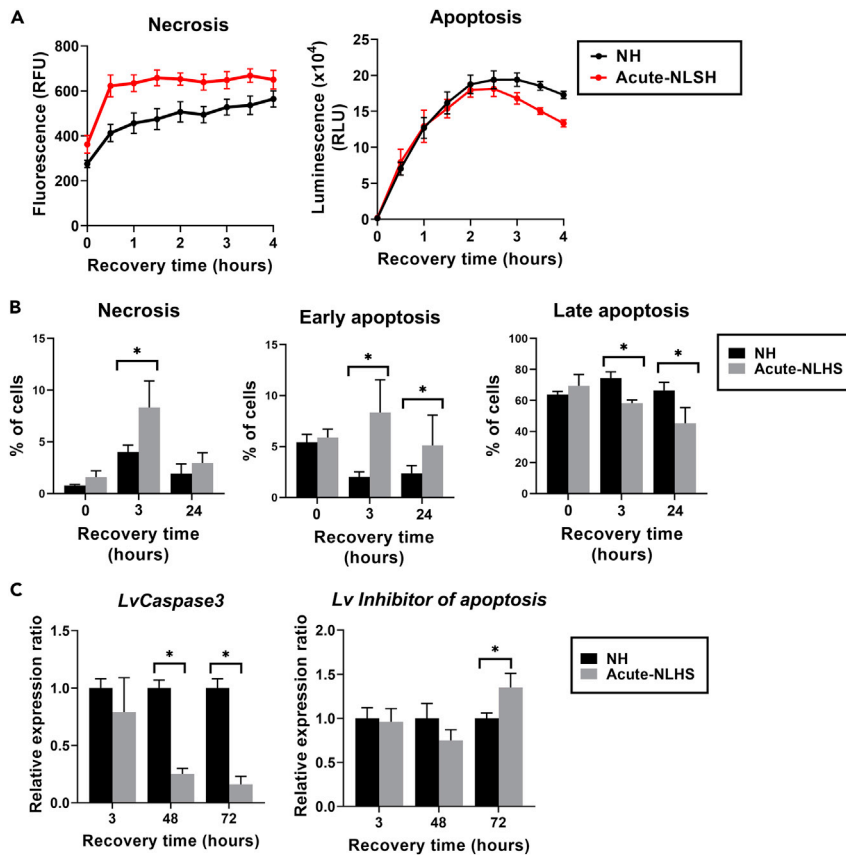 A
Necrosis
Fluorescence (RFU)
800
600
400
200
0
0 1 2 3 4
Recovery time (hours)
Apoptosis
Luminescence (x10⁴)
(RLU)
25
20
15
10
5
0
0 1 2 3 4
Recovery time (hours)
NH
Acute-NLSH
B
Necrosis
% of cells
15
10
5
0
*
0 3 24
Recovery time
(hours)
Early apoptosis
% of cells
15
10
5
0
*
*
0 3 24
Recovery time
(hours)
Late apoptosis
% of cells
100
80
60
40
20
0
*
*
0 3 24
Recovery time
(hours)
NH
Acute-NLHS
C
LvCaspase3
Relative expression ratio
1.5
1.0
0.5
0.0
*
*
3 48 72
Recovery time (hours)
Lv Inhibitor of apoptosis
Relative expression ratio
2.0
1.5
1.0
0.5
0.0
*
3 48 72
Recovery time (hours)
NH
Acute-NLHS